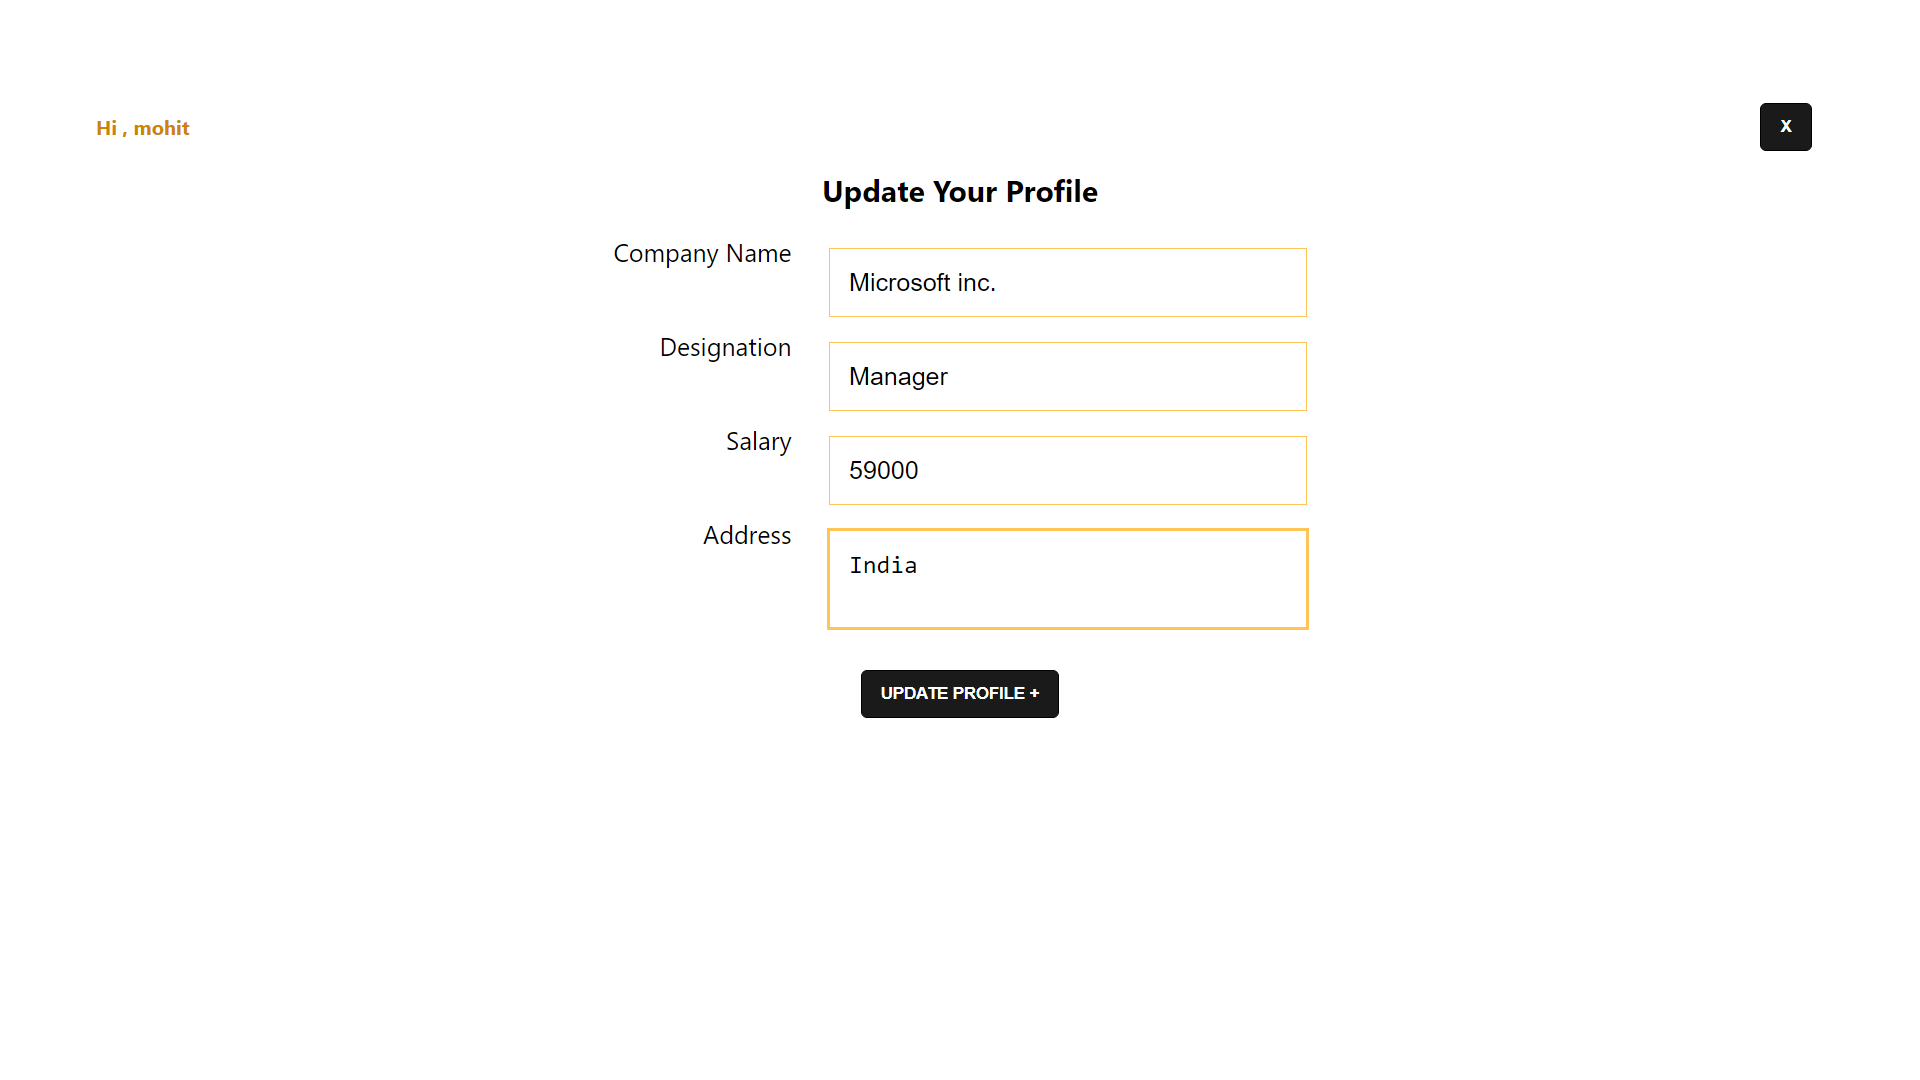 Hi , mohit
X
Update Your Profile
Company Name
Microsoft inc.
Designation
Manager
Salary
59000
Address
India
UPDATE PROFILE +